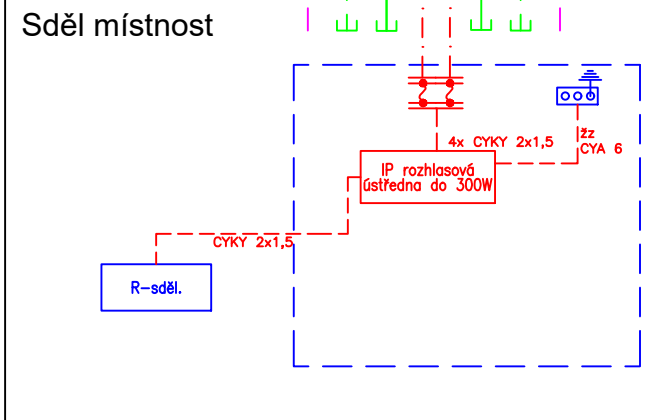 Sděl místnost
4x CYKY 2x1,5
žz
CYA 6
IP rozhlasová
ústředna do 300W
CYKY 2x1,5
R-sděl.